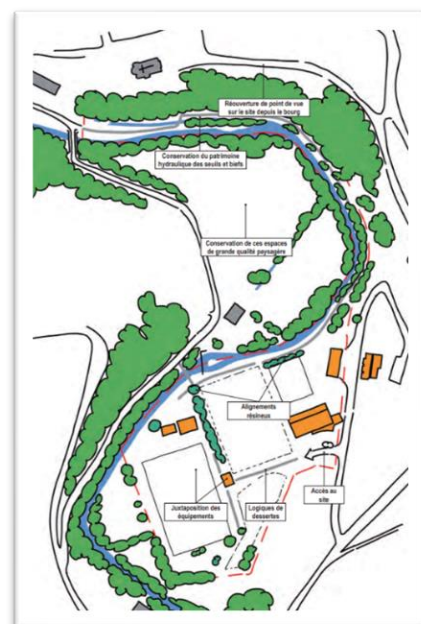 Réouverture de point de vue
sur le site depuis le bourg
Conservation du patrimoine
hydraulique des seuils et biefs
Conservation de ces espaces
de grande qualité paysagère
Alignements
résineux
Juxtaposition des
équipements
Logiques de
dessertes
Accès au
site